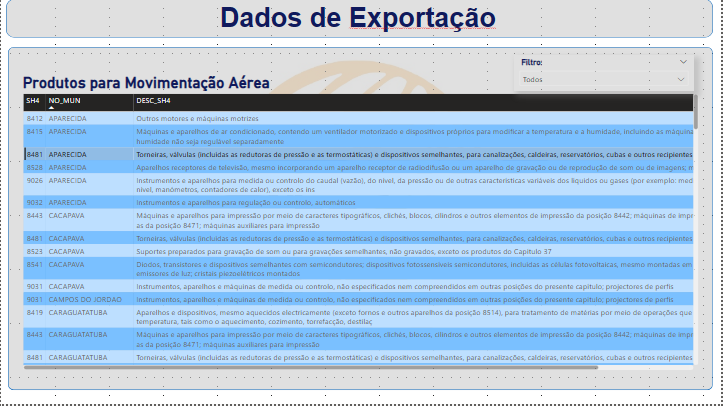 Dados de Exportação
Filtro:
Todos
Produtos para Movimentação Aérea
SH4 NO_MUN DESC_SH4
8412 APARECIDA Outros motores e máquinas motrizes
8415 APARECIDA Máquinas e aparelhos de ar condicionado, contendo um ventilador motorizado e dispositivos próprios para modificar a temperatura e a humidade, incluindo as máquina
humidade não seja regulável separadamente
8481 APARECIDA Torneiras, válvulas (incluídas as redutoras de pressão e as termostáticas) e dispositivos semelhantes, para canalizações, caldeiras, reservatórios, cubas e outros recipientes
8528 APARECIDA Aparelhos receptores de televisão, mesmo incorporando um aparelho receptor de radiodifusão ou um aparelho de gravação ou de reprodução de som ou de imagens; m
9026 APARECIDA Instrumentos e aparelhos para medida ou controlo do caudal (vazão), do nível, da pressão ou de outras características variáveis dos líquidos ou gases (por exemplo: med
nível, manómetros, contadores de calor), excepto os ins
9032 APARECIDA Instrumentos e aparelhos para regulação ou controlo, automáticos
8443 CACAPAVA Máquinas e aparelhos para impressão por meio de caracteres tipográficos, clichés, blocos, cilindros e outros elementos de impressão da posição 8442; máquinas de impr
as da posição 8471; máquinas auxiliares para impressão
8481 CACAPAVA Torneiras, válvulas (incluídas as redutoras de pressão e as termostáticas) e dispositivos semelhantes, para canalizações, caldeiras, reservatórios, cubas e outros recipientes
8523 CACAPAVA Suportes preparados para gravação de som ou para gravações semelhantes, não gravados, excepto os produtos do Capítulo 37
8541 CACAPAVA Díodos, transístores e dispositivos semelhantes com semicondutores; dispositivos fotossensíveis semicondutores, incluídas as células fotovoltaicas, mesmo montadas em
emissores de luz; cristais piezoeléctricos montados
9031 CACAPAVA Instrumentos, aparelhos e máquinas de medida ou controlo, não especificados nem compreendidos em outras posições do presente capítulo; projectores de perfis
9031 CAMPOS DO JORDAO Instrumentos, aparelhos e máquinas de medida ou controlo, não especificados nem compreendidos em outras posições do presente capítulo; projectores de perfis
8419 CARAGUATATUBA Aparelhos e dispositivos, mesmo aquecidos electricamente (excepto fornos e outros aparelhos da posição 8514), para tratamento de matérias por meio de operações que
temperatura, tais como o aquecimento, cozimento, torrefacção, destilaç
8443 CARAGUATATUBA Máquinas e aparelhos para impressão por meio de caracteres tipográficos, clichés, blocos, cilindros e outros elementos de impressão da posição 8442; máquinas de impr
as da posição 8471; máquinas auxiliares para impressão
8481 CARAGUATATUBA Torneiras, válvulas (incluídas as redutoras de pressão e as termostáticas) e dispositivos semelhantes, para canalizações, caldeiras, reservatórios, cubas e outros recipientes